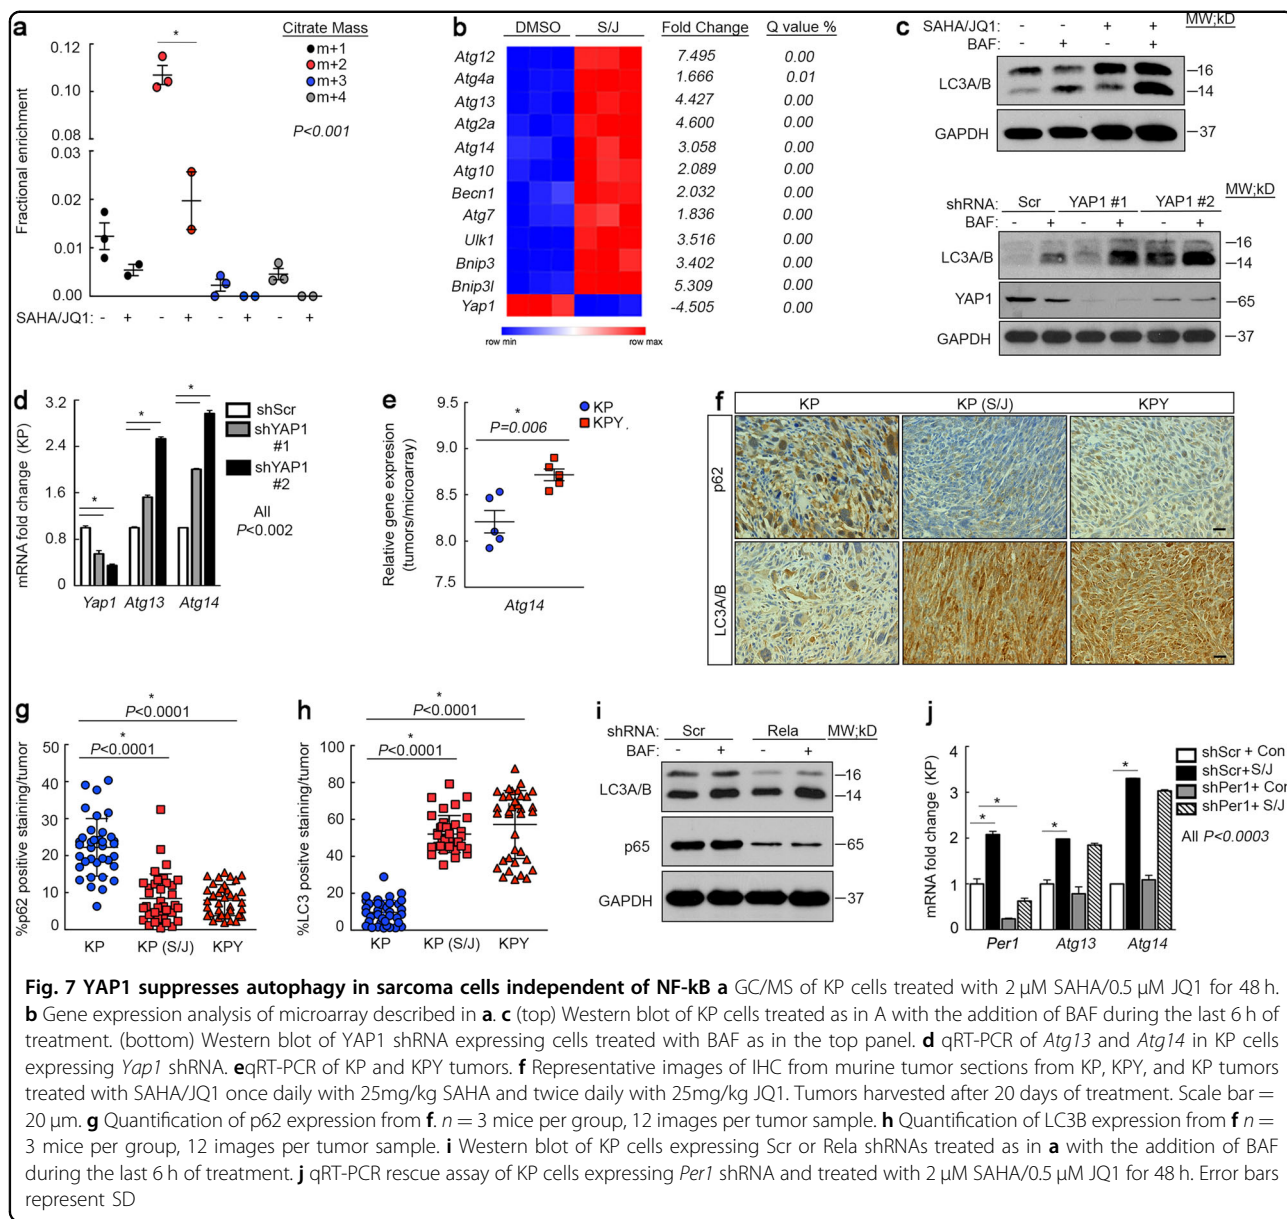 a
0.12
0.10
0.08
0.03
0.02
0.01
0.00
Fractional enrichment
*
Citrate Mass
m+1
m+2
m+3
m+4
P<0.001
SAHA/JQ1: - + - + - + - +
b
DMSO S/J Fold Change Q value %
Atg12 7.495 0.00
Atg4a 1.666 0.01
Atg13 4.427 0.00
Atg2a 4.600 0.00
Atg14 3.058 0.00
Atg10 2.089 0.00
Becn1 2.032 0.00
Atg7 1.836 0.00
Ulk1 3.516 0.00
Bnip3 3.402 0.00
Bnip3l 5.309 0.00
Yap1 -4.505 0.00
row min row max
c
MW;kD
SAHA/JQ1: - - + +
BAF: - + - +
LC3A/B –16
–14
GAPDH –37
MW;kD
shRNA: Scr YAP1 #1 YAP1 #2
BAF: - + - + - +
LC3A/B –16
–14
YAP1 –65
GAPDH –37
d
mRNA fold change (KP)
3.2
2.4
1.6
0.8
0
* * *
shScr
shYAP1
#1
shYAP1
#2
All
P<0.002
Yap1 Atg13 Atg14
e
Relative gene expresion
(tumors/microarray)
9.5
9.0
8.5
8.0
7.5
*
P=0.006
KP
KPY .
Atg14
f
KP KP (S/J) KPY
p62
LC3A/B
g
%p62 positive staining/tumor
50
40
30
20
10
0
*
P<0.0001
*
P<0.0001
KP KP (S/J) KPY
h
%LC3 positive staining/tumor
100
80
60
40
20
0
*
P<0.0001
*
P<0.0001
KP KP (S/J) KPY
i
shRNA: Scr Rela MW;kD
BAF: - + - +
LC3A/B –16
–14
p65 –65
GAPDH –37
j
mRNA fold change (KP)
4
3
2
1
0
* * * *
shScr + Con
shScr+S/J
shPer1+ Con
shPer1+ S/J
All P<0.0003
Per1 Atg13 Atg14
Fig. 7 YAP1 suppresses autophagy in sarcoma cells independent of NF-kB a GC/MS of KP cells treated with 2 µM SAHA/0.5 µM JQ1 for 48 h.
b Gene expression analysis of microarray described in a. c (top) Western blot of KP cells treated as in A with the addition of BAF during the last 6 h of
treatment. (bottom) Western blot of YAP1 shRNA expressing cells treated with BAF as in the top panel. d qRT-PCR of Atg13 and Atg14 in KP cells
expressing Yap1 shRNA. eqRT-PCR of KP and KPY tumors. f Representative images of IHC from murine tumor sections from KP, KPY, and KP tumors
treated with SAHA/JQ1 once daily with 25mg/kg SAHA and twice daily with 25mg/kg JQ1. Tumors harvested after 20 days of treatment. Scale bar =
20 µm. g Quantification of p62 expression from f. n = 3 mice per group, 12 images per tumor sample. h Quantification of LC3B expression from f n =
3 mice per group, 12 images per tumor sample. i Western blot of KP cells expressing Scr or Rela shRNAs treated as in a with the addition of BAF
during the last 6 h of treatment. j qRT-PCR rescue assay of KP cells expressing Per1 shRNA and treated with 2 µM SAHA/0.5 µM JQ1 for 48 h. Error bars
represent SD